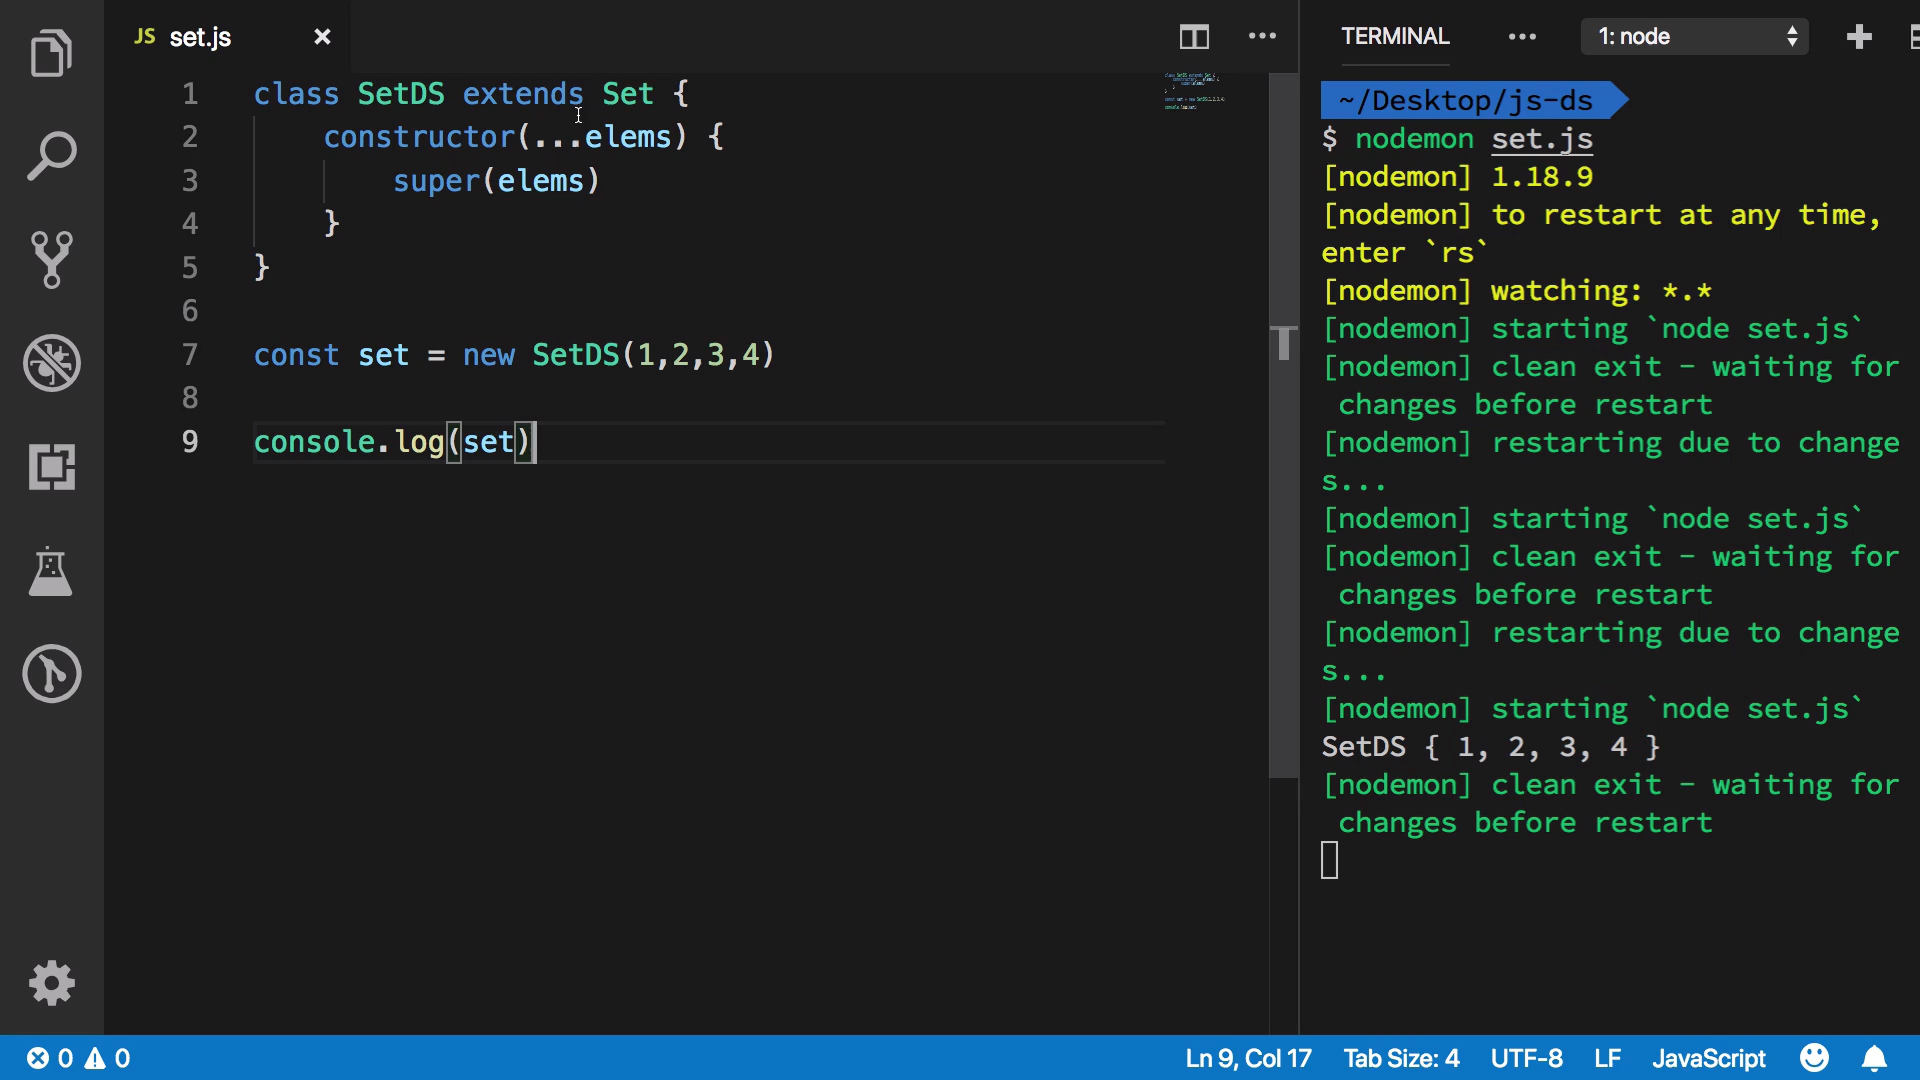 JS set.js
1 class SetDS extends Set {
2 constructor(...elems) {
3 super(elems)
4 }
5 }
6
7 const set = new SetDS(1,2,3,4)
8
9 console.log(set)
TERMINAL
1: node
~/Desktop/js-ds
$ nodemon set.js
[nodemon] 1.18.9
[nodemon] to restart at any time,
enter `rs`
[nodemon] watching: *.*
[nodemon] starting `node set.js`
[nodemon] clean exit - waiting for
changes before restart
[nodemon] restarting due to change
s...
[nodemon] starting `node set.js`
[nodemon] clean exit - waiting for
changes before restart
[nodemon] restarting due to change
s...
[nodemon] starting `node set.js`
SetDS { 1, 2, 3, 4 }
[nodemon] clean exit - waiting for
changes before restart
0 0
Ln 9, Col 17 Tab Size: 4 UTF-8 LF JavaScript